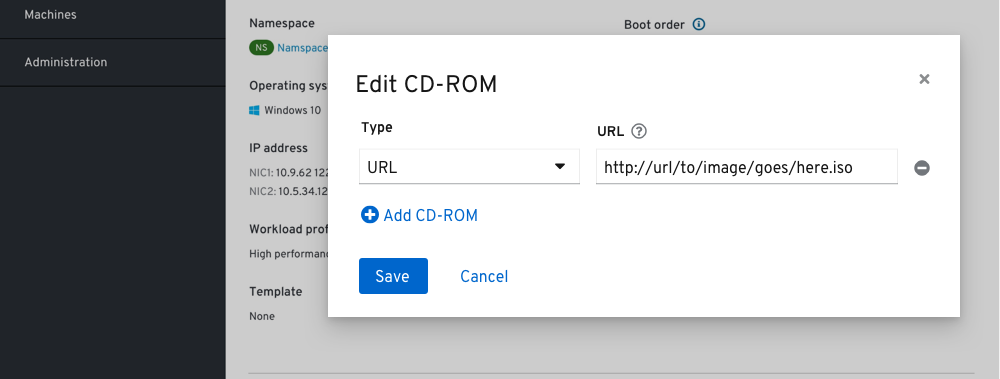 Machines
Administration
Namespace
NS Namspace
Boot order
Operating sys
Windows 10
IP address
NIC1: 10.9.62 122
NIC2: 10.5.34.12
Workload prof
High performan
Template
None
Edit CD-ROM
Type
URL
URL
http://url/to/image/goes/here.iso
Add CD-ROM
Save
Cancel